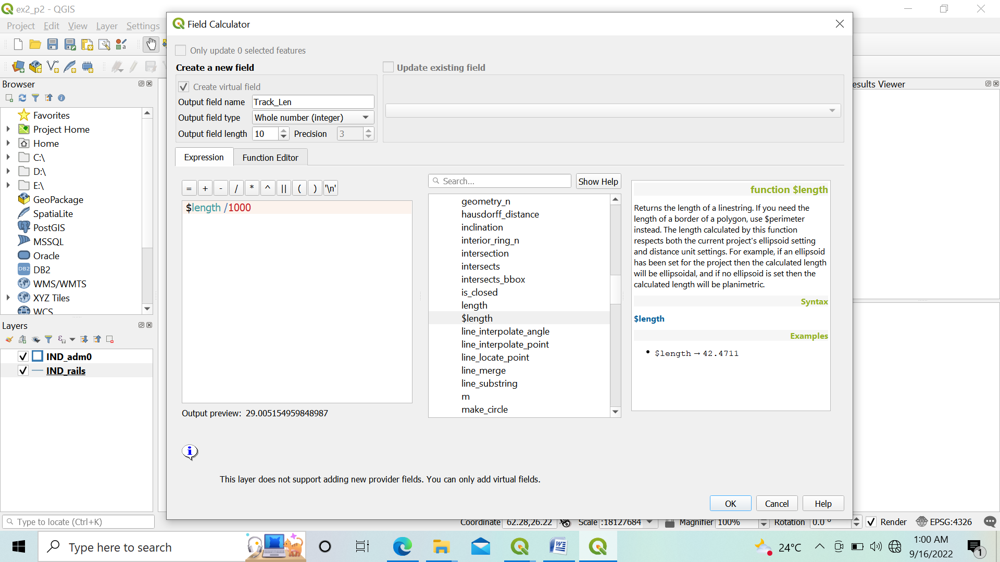 ex2_p2 - QGIS
Project Edit View Layer Settings
Field Calculator
Only update 0 selected features
Create a new field
Update existing field
Create virtual field
Output field name Track_Len
Output field type Whole number (integer)
Output field length 10 Precision 3
Expression Function Editor
= + - / * ^ || ( ) '\n'
Search... Show Help
$length /1000
Output preview: 29.005154959848987
geometry_n
hausdorff_distance
inclination
interior_ring_n
intersection
intersects
intersects_bbox
is_closed
length
$length
line_interpolate_angle
line_interpolate_point
line_locate_point
line_merge
line_substring
m
make_circle
function $length
Returns the length of a linestring. If you need the
length of a border of a polygon, use $perimeter
instead. The length calculated by this function
respects both the current project's ellipsoid setting
and distance unit settings. For example, if an ellipsoid
has been set for the project then the calculated length
will be ellipsoidal, and if no ellipsoid is set then the
calculated length will be planimetric.
Syntax
$length
Examples
• $length → 42.4711
This layer does not support adding new provider fields. You can only add virtual fields.
OK Cancel Help
Browser
Favorites
Project Home
Home
C:\
D:\
E:\
GeoPackage
SpatiaLite
PostGIS
MSSQL
Oracle
DB2 DB2
WMS/WMTS
XYZ Tiles
WCS
Layers
IND_adm0
IND_rails
esults Viewer
Type to locate (Ctrl+K)
Coordinate 62.28,26.22 Scale :18127684 Magnifier 100% Rotation 0.0 ° Render EPSG:4326
Type here to search
24°C
1:00 AM
9/16/2022
1